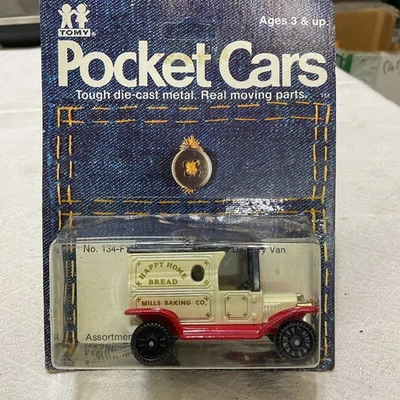 TOMY
Ages 3 & up.
Pocket Cars
Tough die-cast metal. Real moving parts. TM
No. 134-F
Delivery Van
HAPPY HOME
BREAD
MILLS BAKING CO.